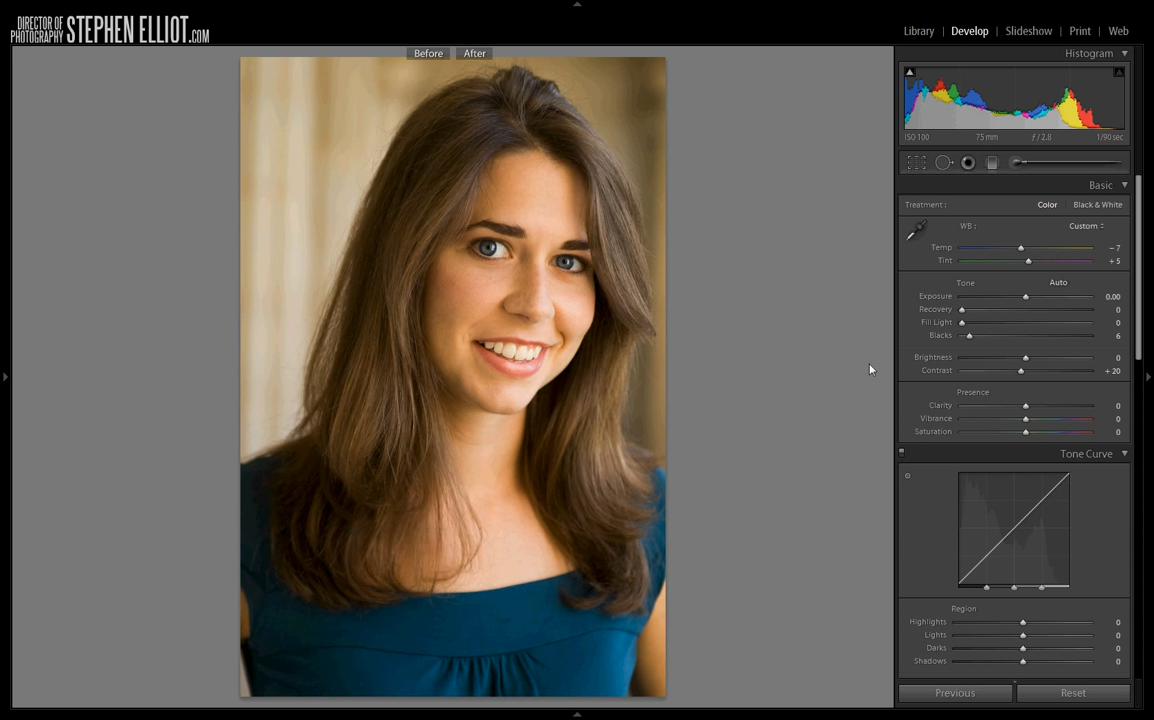 DIRECTOR OF PHOTOGRAPHY STEPHEN ELLIOT.COM
Library | Develop | Slideshow | Print | Web
Before After
Histogram
ISO 100 75 mm ƒ / 2.8 1/90 sec
Basic
Treatment : Color Black & White
WB : Custom
Temp – 7
Tint + 5
Tone Auto
Exposure 0.00
Recovery 0
Fill Light 0
Blacks 6
Brightness 0
Contrast + 20
Presence
Clarity 0
Vibrance 0
Saturation 0
Tone Curve
Region
Highlights 0
Lights 0
Darks 0
Shadows 0
Previous Reset